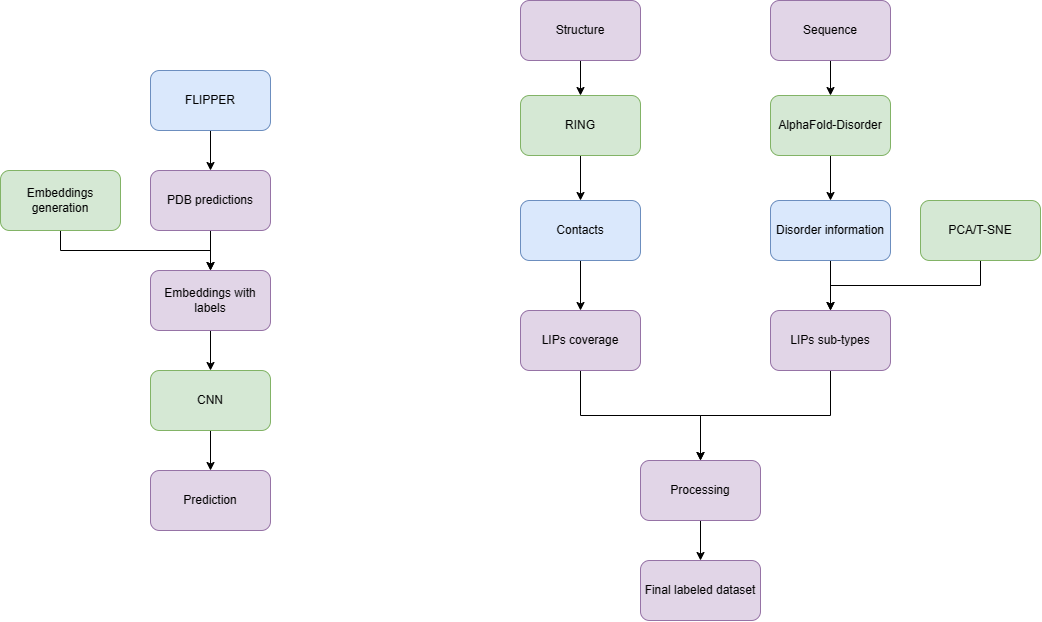 FLIPPER
Embeddings
generation
PDB predictions
Embeddings with
labels
CNN
Prediction
Structure
RING
Contacts
LIPs coverage
Sequence
AlphaFold-Disorder
Disorder information
PCA/T-SNE
LIPs sub-types
Processing
Final labeled dataset